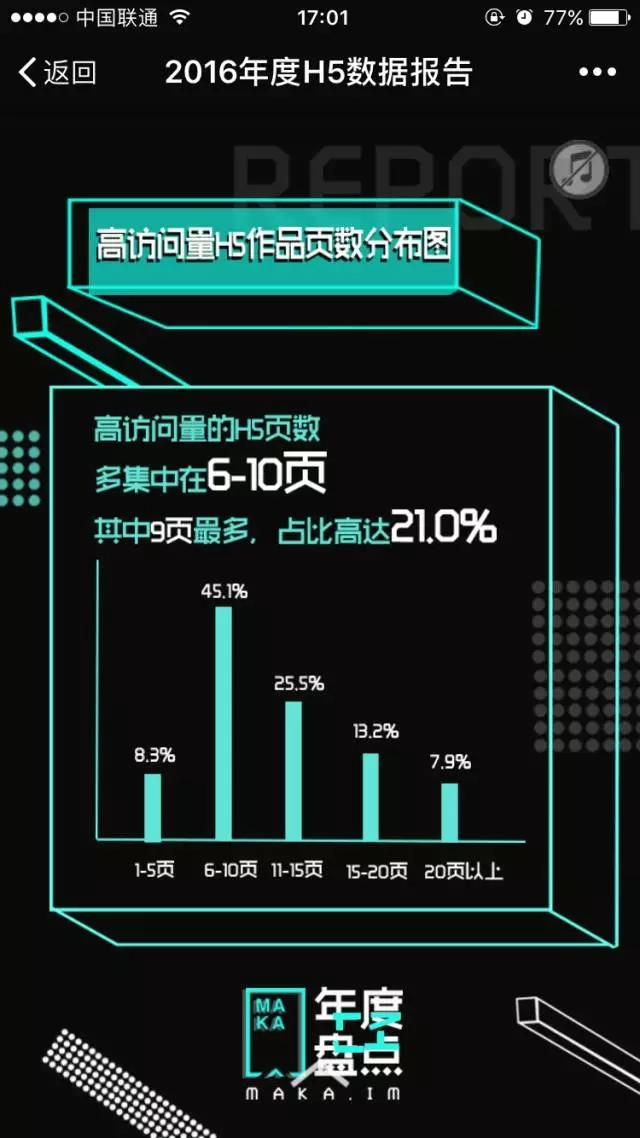 中国联通 17:01 77%
返回 2016年度H5数据报告
REPORT
高访问量H5作品页数分布图
高访问量的H5页数
多集中在6-10页
其中9页最多，占比高达21.0%
45.1%
25.5%
13.2%
8.3%
7.9%
1-5页 6-10页 11-15页 15-20页 20页以上
MA
KA
年度
盘点
MAKA.IM